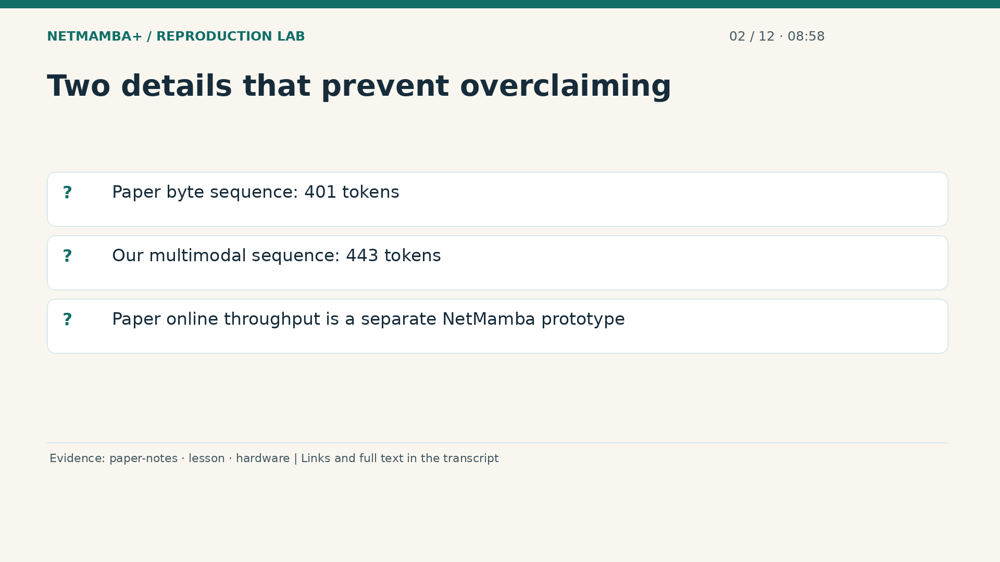 NETMAMBA+ / REPRODUCTION LAB
02 / 12 · 08:58
Two details that prevent overclaiming
? Paper byte sequence: 401 tokens
? Our multimodal sequence: 443 tokens
? Paper online throughput is a separate NetMamba prototype
Evidence: paper-notes · lesson · hardware | Links and full text in the transcript